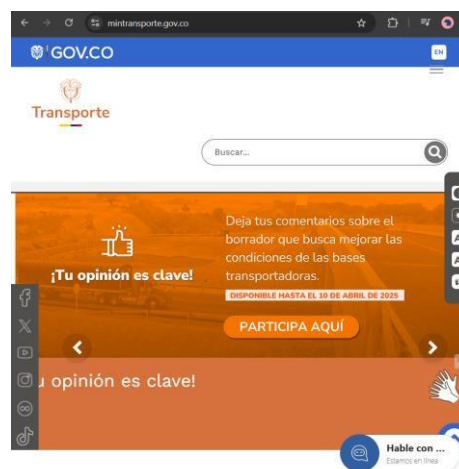 mintransporte.gov.co
GOV.CO
EN
Transporte
Buscar...
¡Tu opinión es clave!
Deja tus comentarios sobre el
borrador que busca mejorar las
condiciones de las bases
transportadoras.
DISPONIBLE HASTA EL 10 DE ABRIL DE 2025
PARTICIPA AQUÍ
u opinión es clave!
Hable con ...
Estamos en línea